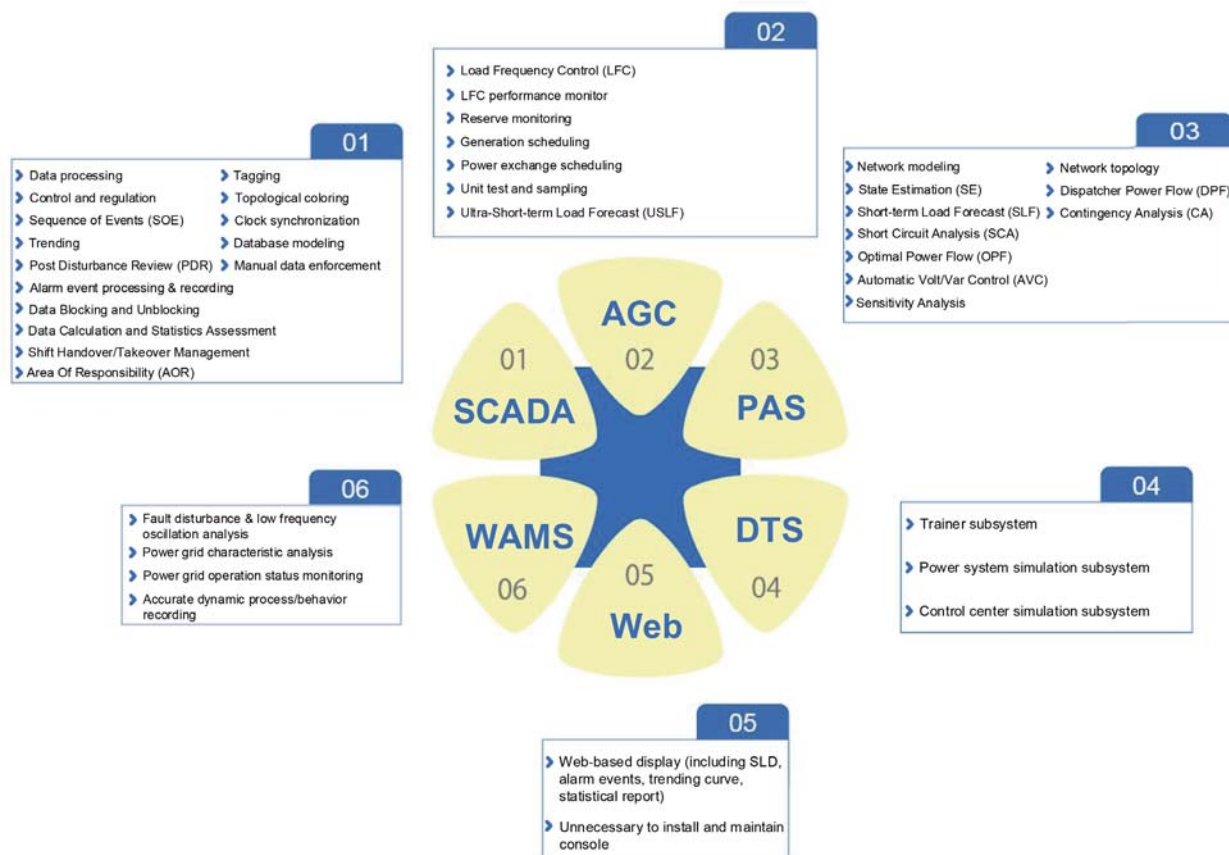 02
Load Frequency Control (LFC)
LFC performance monitor
Reserve monitoring
Generation scheduling
Power exchange scheduling
Unit test and sampling
Ultra-Short-term Load Forecast (USLF)
01
Data processing
Control and regulation
Sequence of Events (SOE)
Trending
Post Disturbance Review (PDR)
Alarm event processing & recording
Data Blocking and Unblocking
Data Calculation and Statistics Assessment
Shift Handover/Takeover Management
Area Of Responsibility (AOR)
Tagging
Topological coloring
Clock synchronization
Database modeling
Manual data enforcement
03
Network modeling
State Estimation (SE)
Short-term Load Forecast (SLF)
Short Circuit Analysis (SCA)
Optimal Power Flow (OPF)
Automatic Volt/Var Control (AVC)
Sensitivity Analysis
Network topology
Dispatcher Power Flow (DPF)
Contingency Analysis (CA)
AGC
02
01
SCADA
03
PAS
WAMS
06
DTS
04
05
Web
06
Fault disturbance & low frequency
oscillation analysis
Power grid characteristic analysis
Power grid operation status monitoring
Accurate dynamic process/behavior
recording
04
Trainer subsystem
Power system simulation subsystem
Control center simulation subsystem
05
Web-based display (including SLD,
alarm events, trending curve,
statistical report)
Unnecessary to install and maintain
console